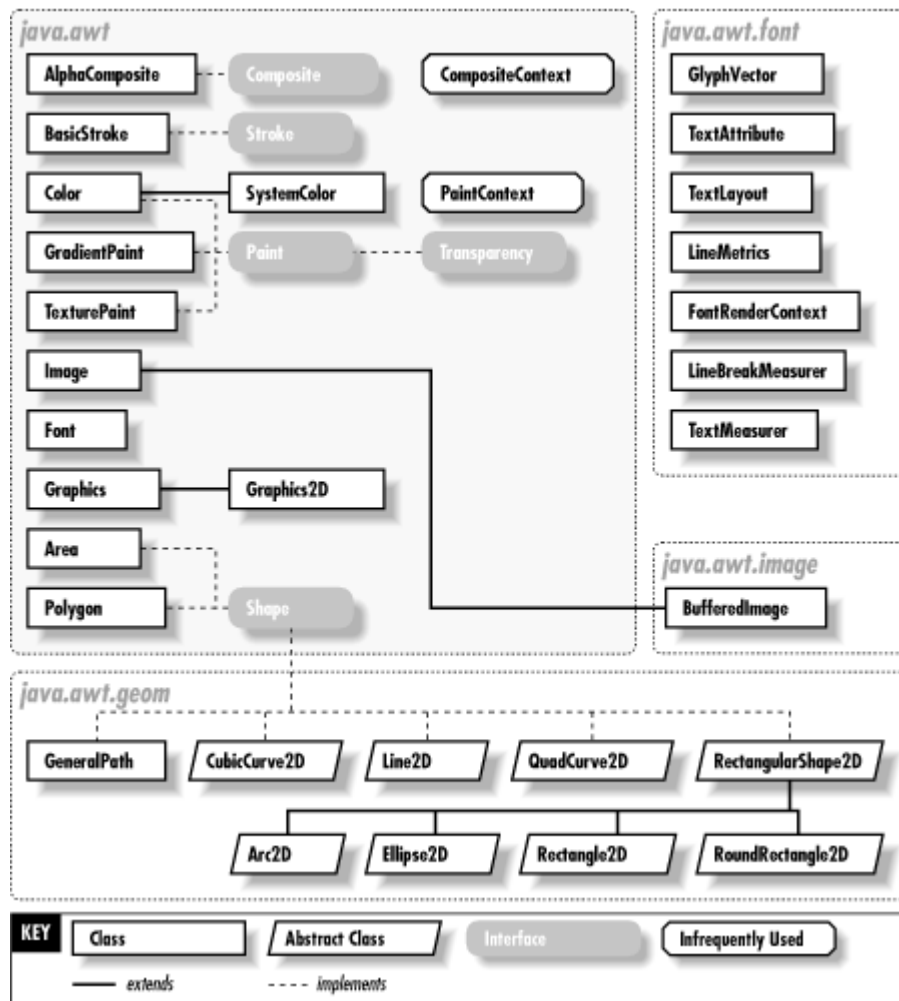 java.awt
AlphaComposite
Composite
CompositeContext
BasicStroke
Stroke
Color
SystemColor
PaintContext
GradientPaint
Paint
Transparency
TexturePaint
Image
Font
Graphics
Graphics2D
Area
Polygon
Shape
java.awt.font
GlyphVector
TextAttribute
TextLayout
LineMetrics
FontRenderContext
LineBreakMeasurer
TextMeasurer
java.awt.image
BufferedImage
java.awt.geom
GeneralPath
CubicCurve2D
Line2D
QuadCurve2D
RectangularShape2D
Arc2D
Ellipse2D
Rectangle2D
RoundRectangle2D
KEY
Class
Abstract Class
Interface
Infrequently Used
extends
implements